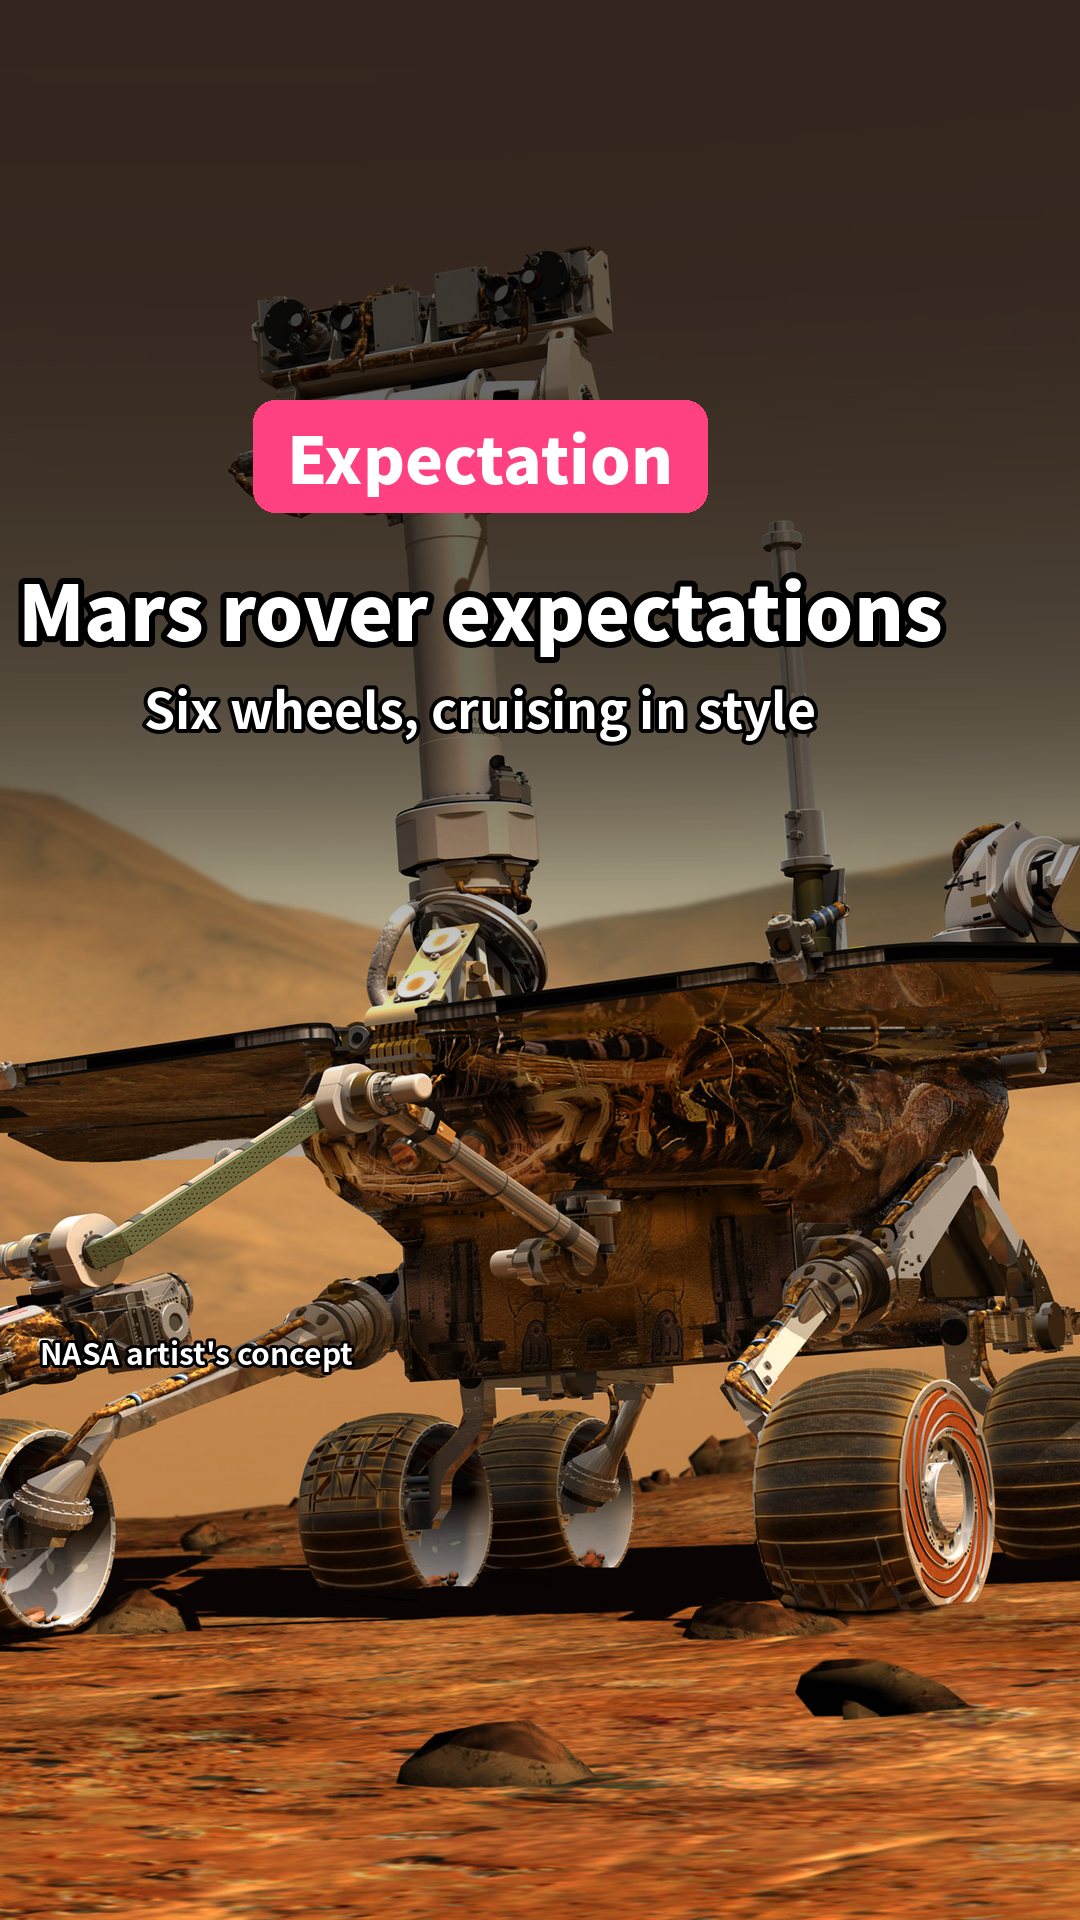 Expectation
Mars rover expectations
Six wheels, cruising in style
NASA artist's concept